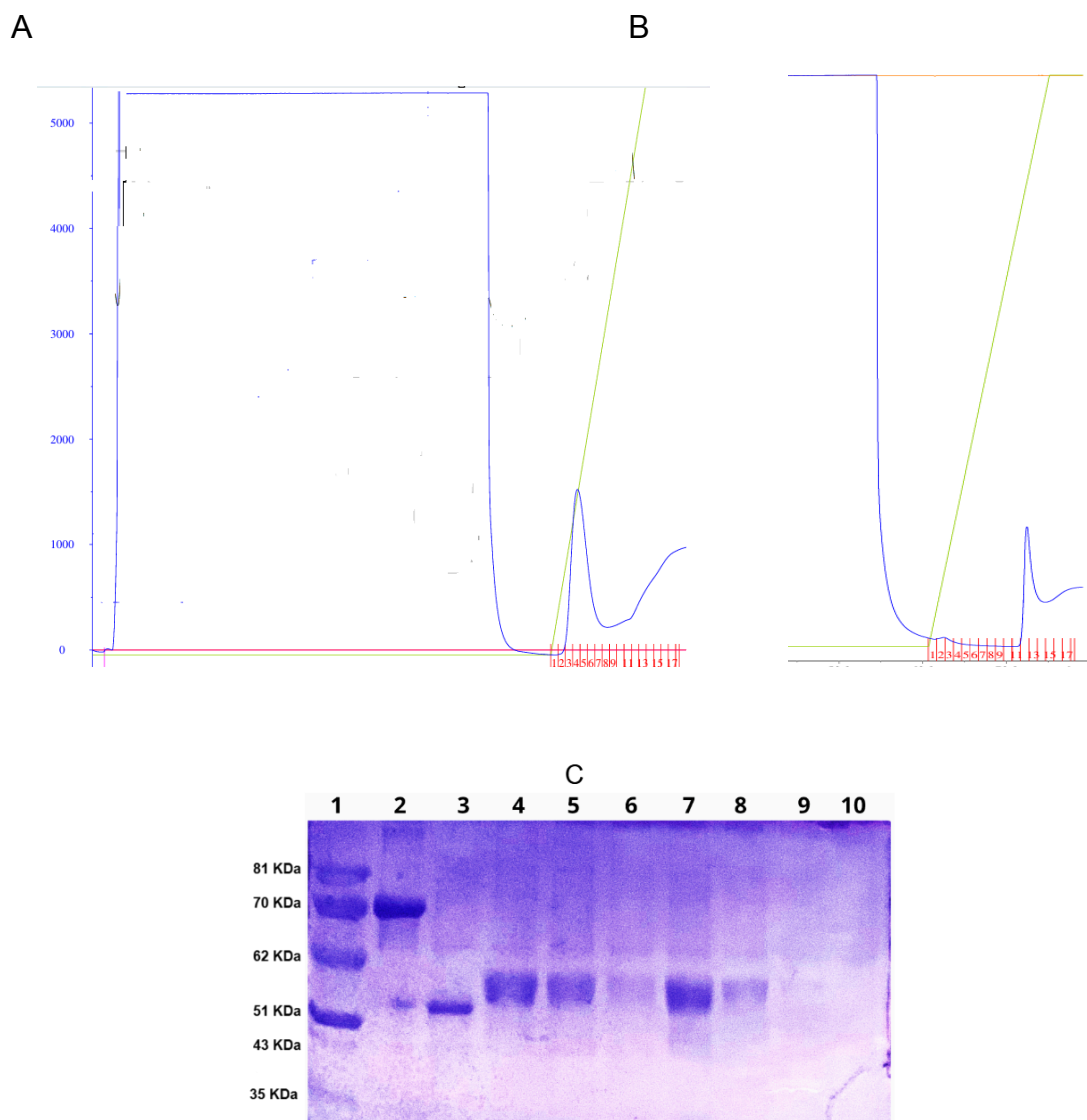 A
B
5000
4000
3000
2000
1000
0
1 2 3 4 5 6 7 8 9 11 13 15 17
1 2 3 4 5 6 7 8 9 11 13 15 17
C
1 2 3 4 5 6 7 8 9 10
81 KDa
70 KDa
62 KDa
51 KDa
43 KDa
35 KDa